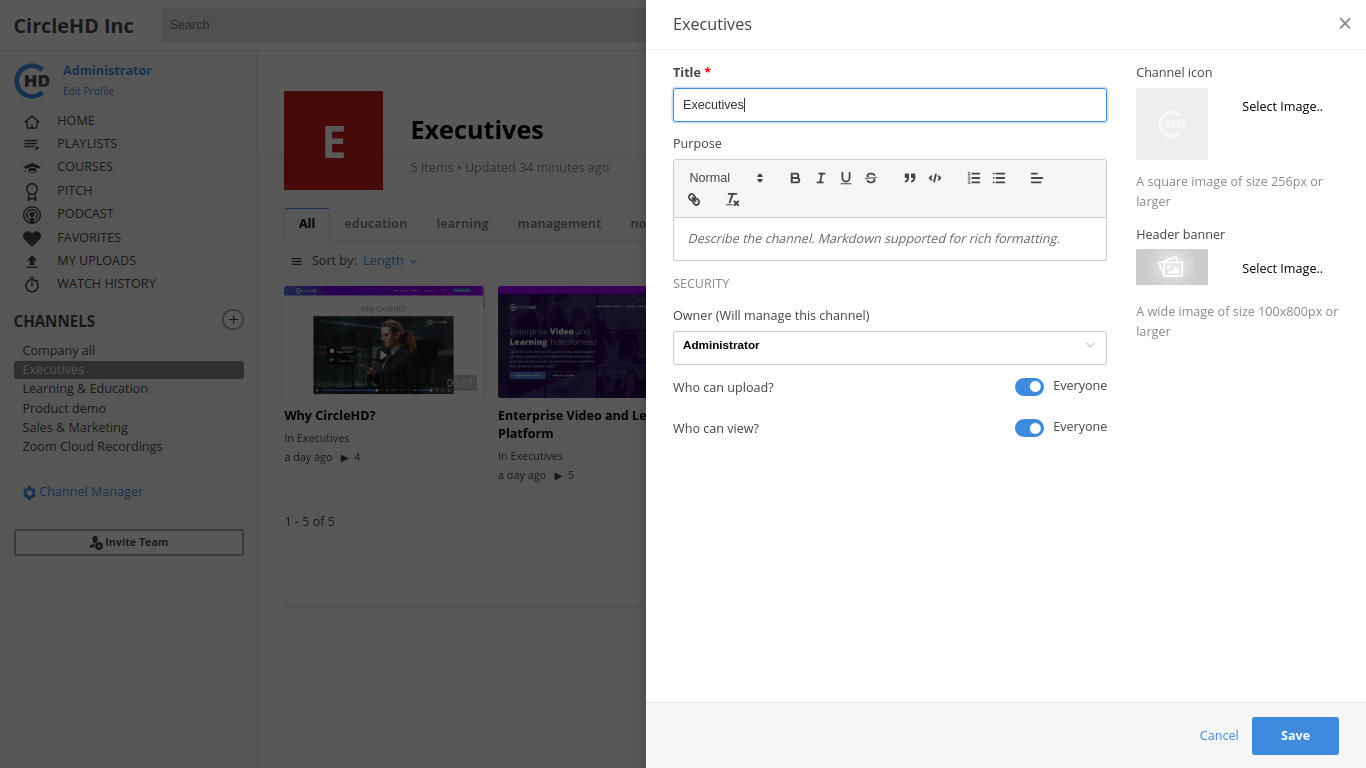 CircleHD Inc
Search
Administrator
Edit Profile
HOME
PLAYLISTS
COURSES
PITCH
PODCAST
FAVORITES
MY UPLOADS
WATCH HISTORY
CHANNELS
Company all
Executives
Learning & Education
Product demo
Sales & Marketing
Zoom Cloud Recordings
Channel Manager
Invite Team
E
Executives
5 Items • Updated 34 minutes ago
All education learning management no
Sort by: Length
Why CircleHD?
00:07
Why CircleHD?
In Executives
a day ago ▶ 4
Enterprise Video and
Learning Transformed
Enterprise Video and Le
Platform
In Executives
a day ago ▶ 5
1 - 5 of 5
Executives
×
Title *
Executives
Purpose
Normal
Describe the channel. Markdown supported for rich formatting.
SECURITY
Owner (Will manage this channel)
Administrator
Who can upload? Everyone
Who can view? Everyone
Channel icon
Select Image..
A square image of size 256px or
larger
Header banner
Select Image..
A wide image of size 100x800px or
larger
Cancel Save